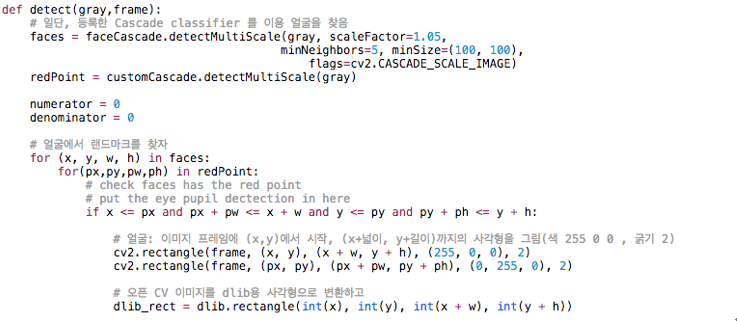 def detect(gray,frame):
    # 일단, 등록한 Cascade classifier 를 이용 얼굴을 찾음
    faces = faceCascade.detectMultiScale(gray, scaleFactor=1.05,
                                         minNeighbors=5, minSize=(100, 100),
                                             flags=cv2.CASCADE_SCALE_IMAGE)
    redPoint = customCascade.detectMultiScale(gray)

    numerator = 0
    denominator = 0

    # 얼굴에서 랜드마크를 찾자
    for (x, y, w, h) in faces:
        for(px,py,pw,ph) in redPoint:
            # check faces has the red point
            # put the eye pupil dectection in here
            if x <= px and px + pw <= x + w and y <= py and py + ph <= y + h:

                # 얼굴: 이미지 프레임에 (x,y)에서 시작, (x+넓이, y+길이)까지의 사각형을 그림(색 255 0 0 , 굵기 2)
                cv2.rectangle(frame, (x, y), (x + w, y + h), (255, 0, 0), 2)
                cv2.rectangle(frame, (px, py), (px + pw, py + ph), (0, 255, 0), 2)

                # 오픈 CV 이미지를 dlib용 사각형으로 변환하고
                dlib_rect = dlib.rectangle(int(x), int(y), int(x + w), int(y + h))